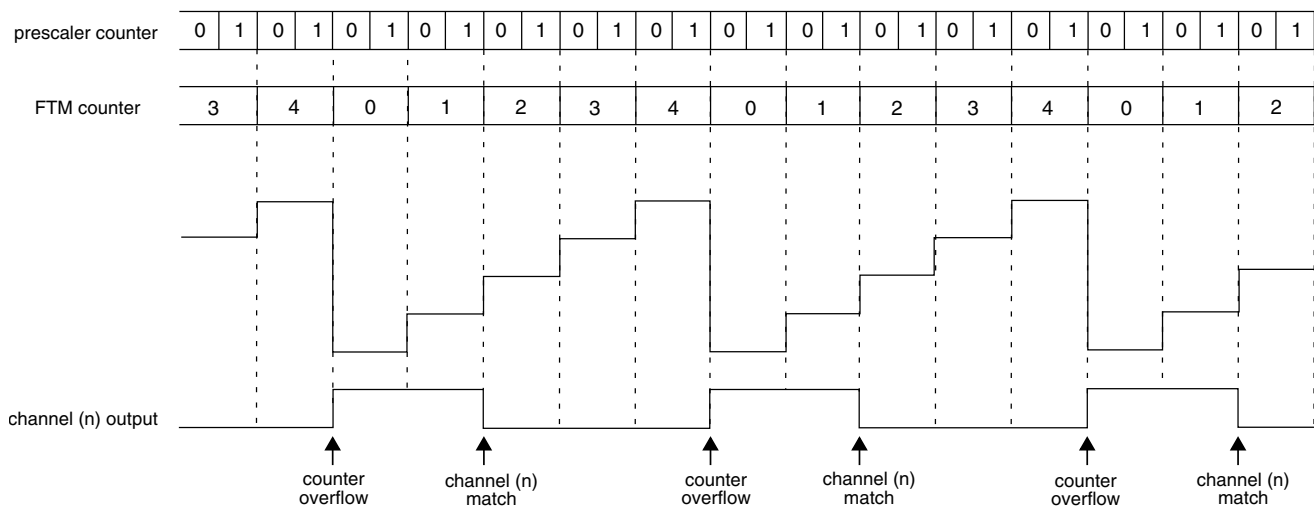 prescaler counter 0 1 0 1 0 1 0 1 0 1 0 1 0 1 0 1 0 1 0 1 0 1 0 1 0 1 0 1 0 1
FTM counter 3 4 0 1 2 3 4 0 1 2 3 4 0 1 2
channel (n) output
counter overflow
channel (n) match
counter overflow
channel (n) match
counter overflow
channel (n) match